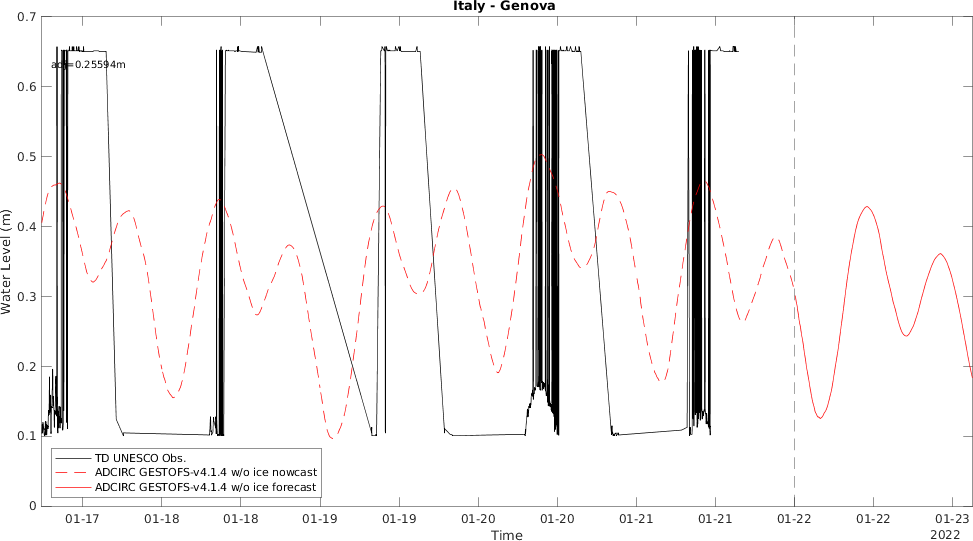 Italy - Genova
0.7
0.6
0.5
0.4
0.3
0.2
0.1
0
Water Level (m)
adj=0.25594m
TD UNESCO Obs.
ADCIRC GESTOFS-v4.1.4 w/o ice nowcast
ADCIRC GESTOFS-v4.1.4 w/o ice forecast
01-17 01-18 01-18 01-19 01-19 01-20 01-20 01-21 01-21 01-22 01-22 01-23
Time
2022